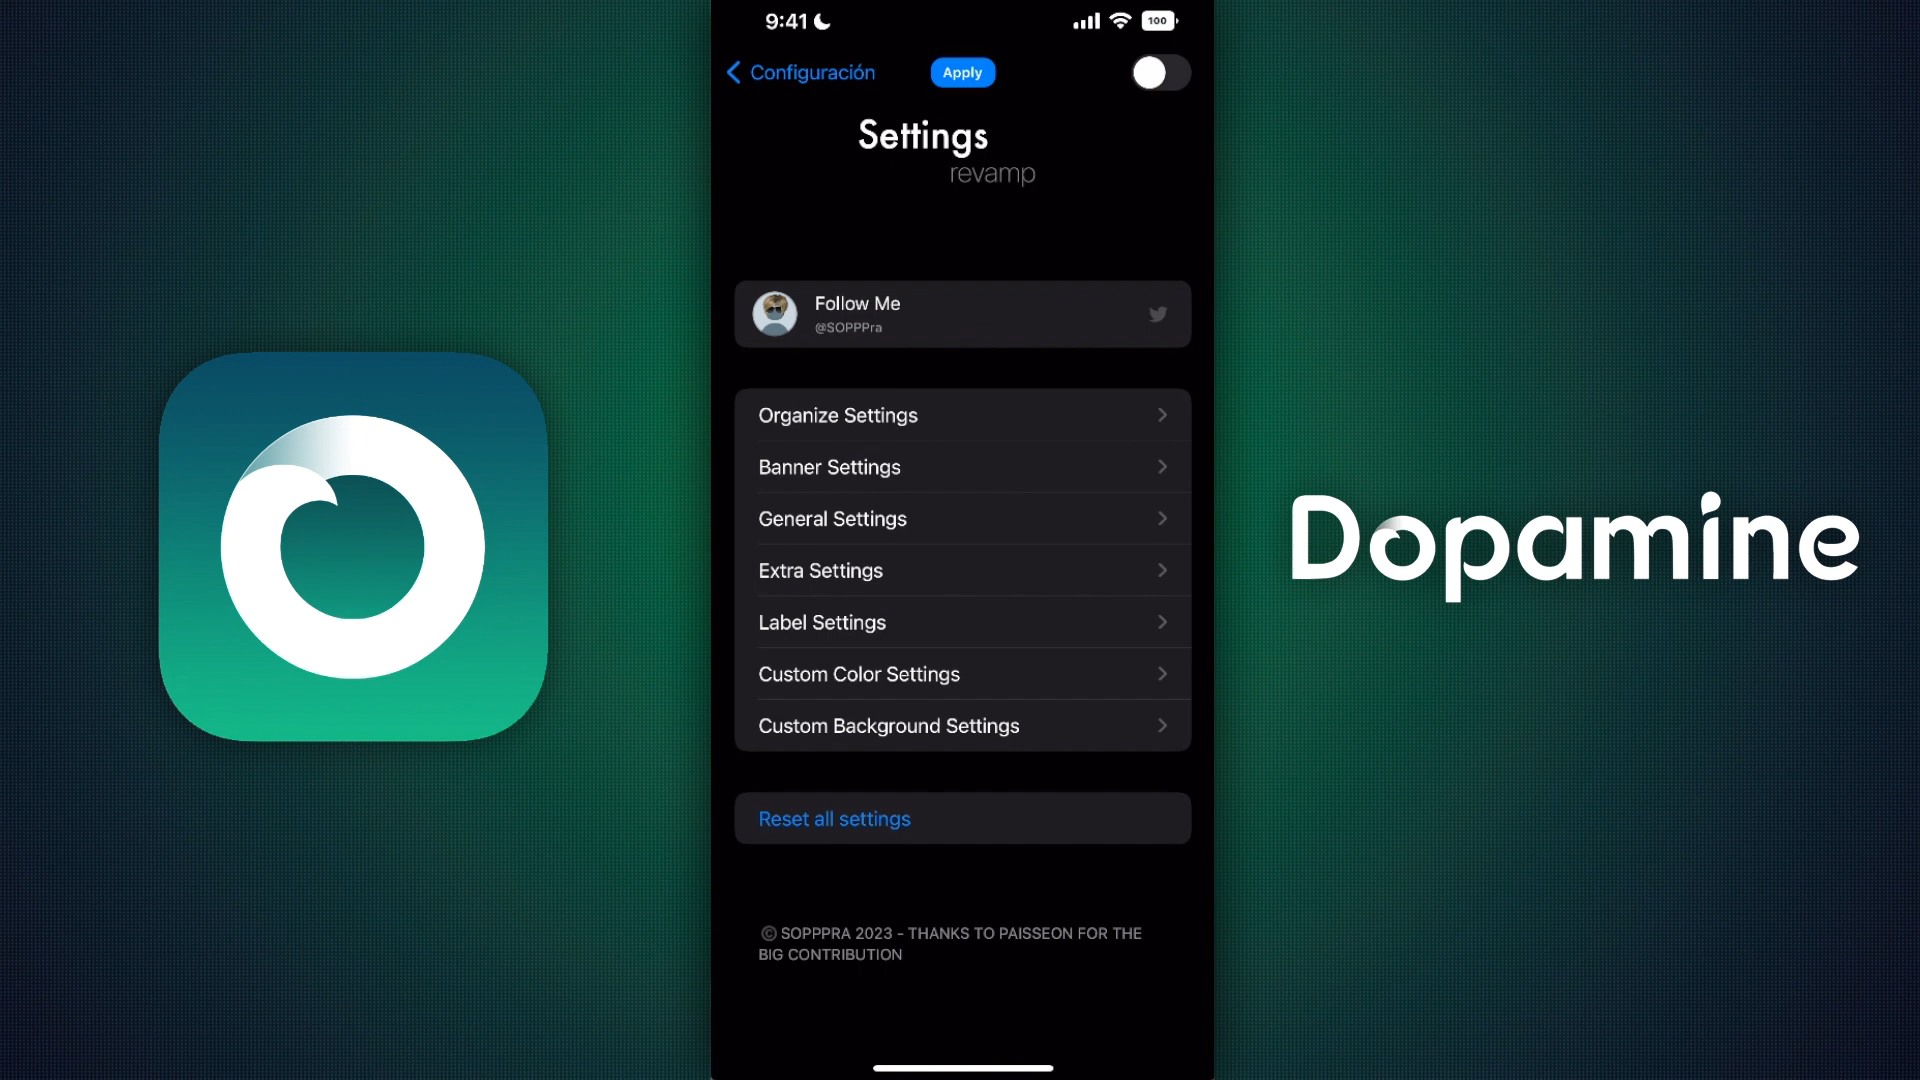 9:41
100
Configuración
Apply
Settings
revamp
Follow Me
@SOPPPra
Organize Settings
Banner Settings
General Settings
Extra Settings
Label Settings
Custom Color Settings
Custom Background Settings
Reset all settings
© SOPPPRA 2023 - THANKS TO PAISSEON FOR THE
BIG CONTRIBUTION
Dopamine